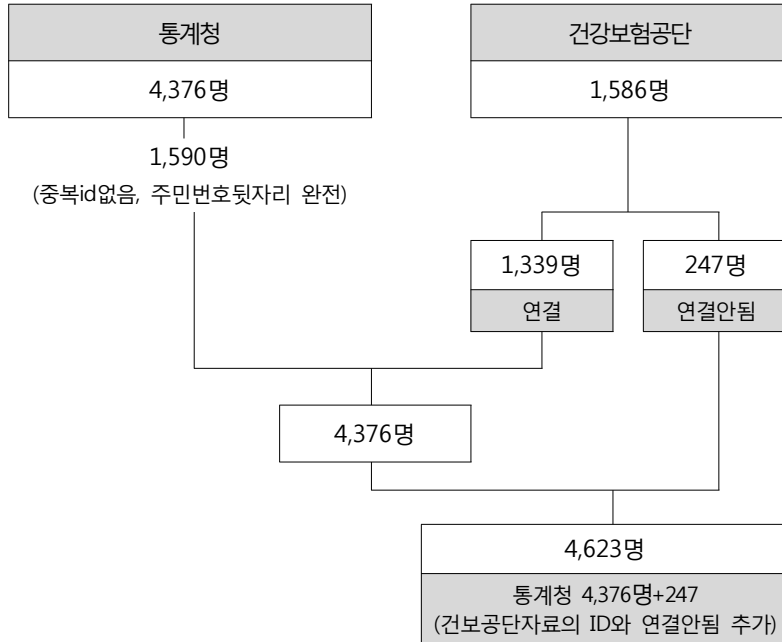 통계청
건강보험공단
4,376명
1,586명
1,590명
(중복id없음, 주민번호뒷자리 완전)
1,339명
247명
연결
연결안됨
4,376명
4,623명
통계청 4,376명+247
(건보공단자료의 ID와 연결안됨 추가)